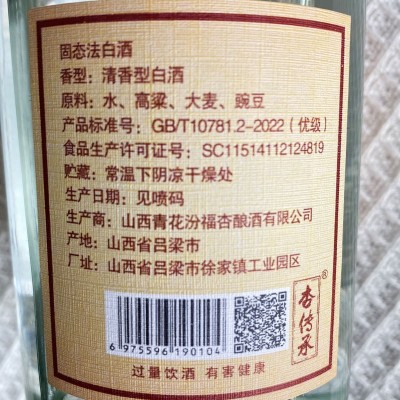 固态法白酒
香型：清香型白酒
原料：水、高粱、大麦、豌豆
产品标准号：GB/T10781.2-2022（优级）
食品生产许可证号：SC11514112124819
贮藏：常温下阴凉干燥处
生产日期：见喷码
生产商：山西青花汾福杏酿酒有限公司
产地：山西省吕梁市
厂址：山西省吕梁市徐家镇工业园区
杏传承®
6 975596 190104
过量饮酒 有害健康